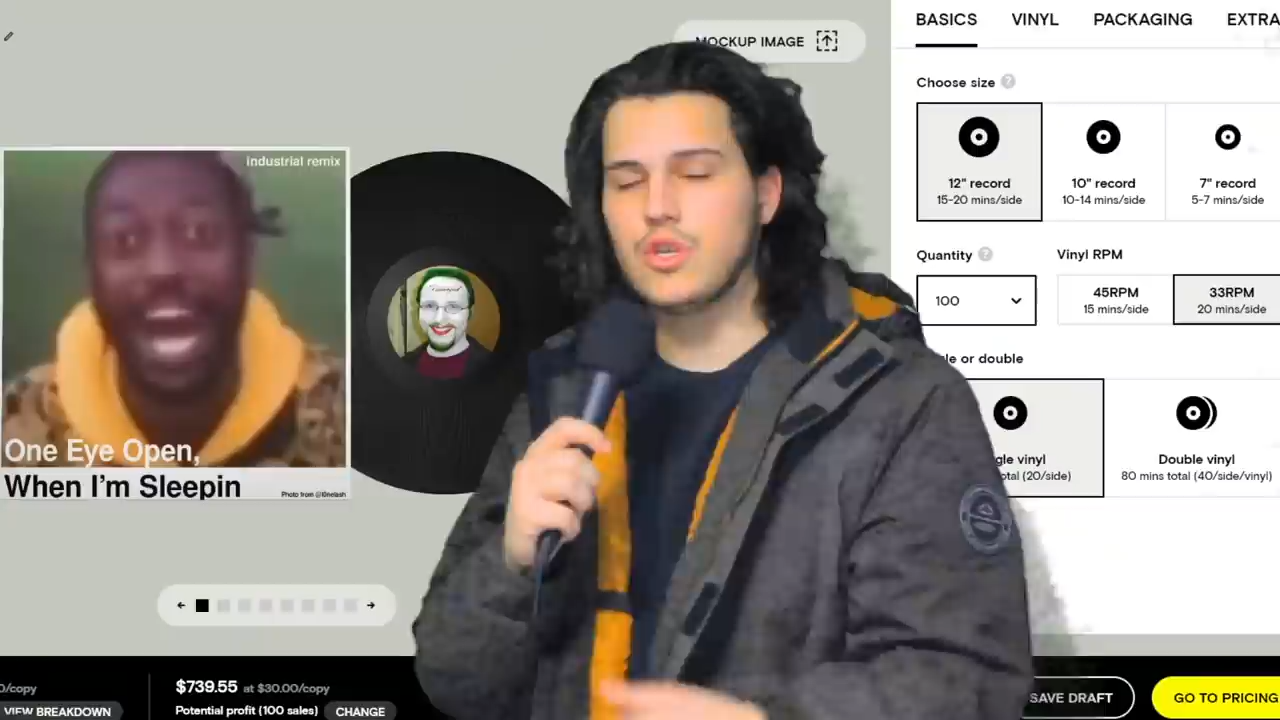 MOCKUP IMAGE
BASICS VINYL PACKAGING EXTRA
Choose size
12" record
15-20 mins/side
10" record
10-14 mins/side
7" record
5-7 mins/side
Quantity
Vinyl RPM
100
45RPM
15 mins/side
33RPM
20 mins/side
or double
vinyl
total (20/side)
Double vinyl
80 mins total (40/side/vinyl)
industrial remix
One Eye Open,
When I'm Sleepin
Photo from @l0nelash
/copy
VIEW BREAKDOWN
$739.55 at $30.00/copy
Potential profit (100 sales) CHANGE
SAVE DRAFT
GO TO PRICING